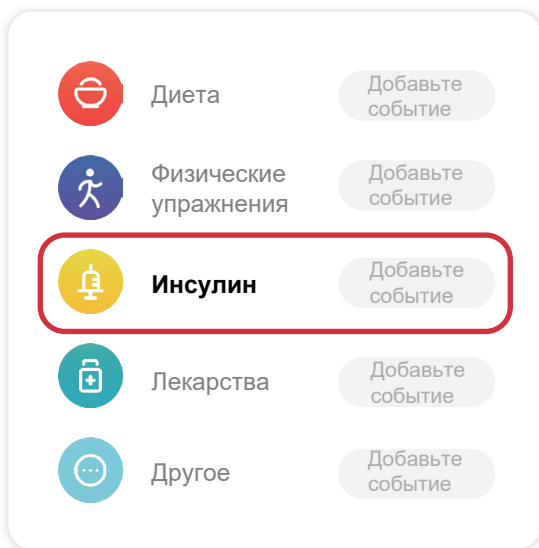 Диета
Добавьте
событие
Физические
упражнения
Добавьте
событие
Инсулин
Добавьте
событие
Лекарства
Добавьте
событие
Другое
Добавьте
событие